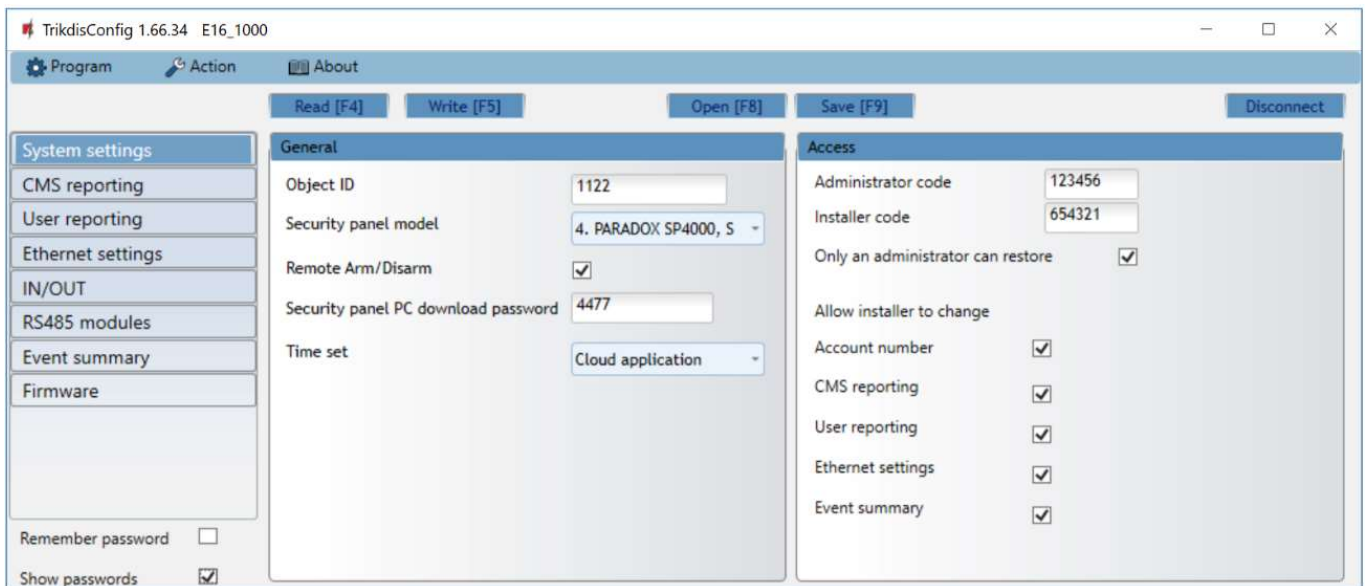 TrikdisConfig 1.66.34 E16_1000
Program Action About
Read [F4] Write [F5] Open [F8] Save [F9] Disconnect
System settings
CMS reporting
User reporting
Ethernet settings
IN/OUT
RS485 modules
Event summary
Firmware
Remember password
Show passwords
General
Object ID 1122
Security panel model 4. PARADOX SP4000, S
Remote Arm/Disarm
Security panel PC download password 4477
Time set Cloud application
Access
Administrator code 123456
Installer code 654321
Only an administrator can restore
Allow installer to change
Account number
CMS reporting
User reporting
Ethernet settings
Event summary